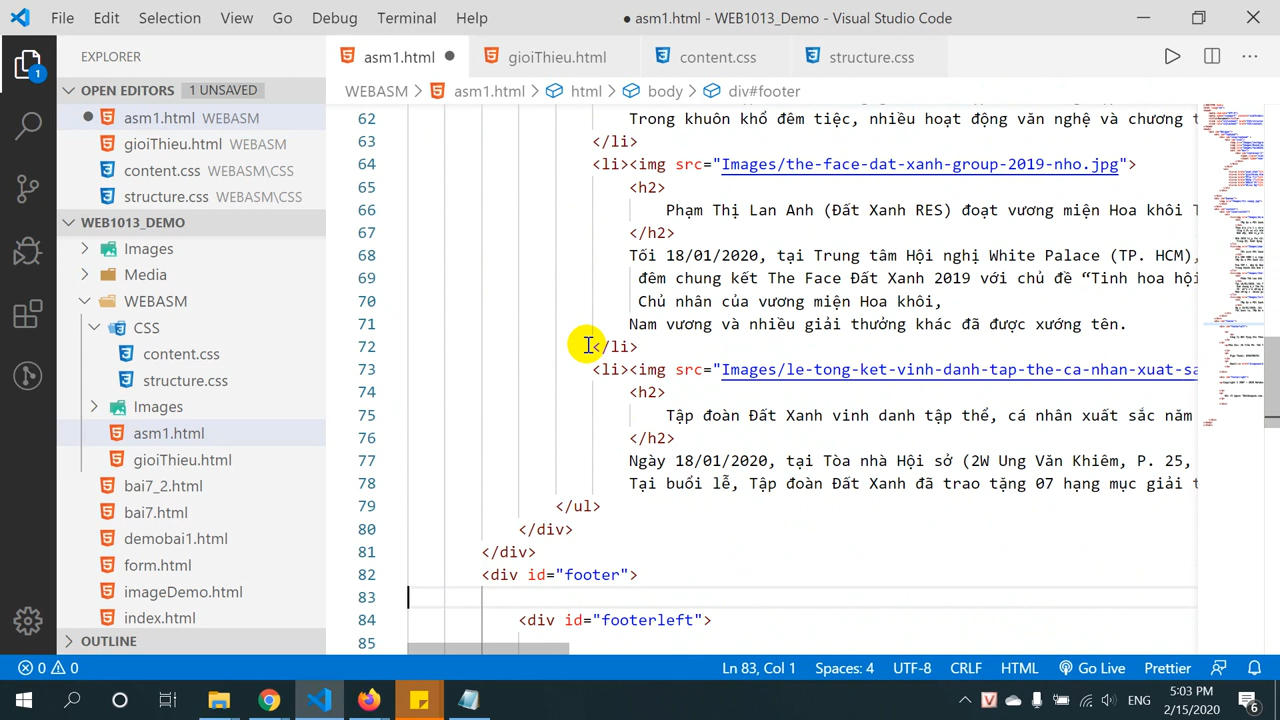 File Edit Selection View Go Debug Terminal Help
● asm1.html - WEB1013_Demo - Visual Studio Code
EXPLORER
asm1.html
gioiThieu.html
content.css
structure.css
OPEN EDITORS 1 UNSAVED
asm1.html WEBASM
gioiThieu.html WEBASM
content.css WEBASM\CSS
structure.css WEBASM\CSS
WEB1013_DEMO
Images
Media
WEBASM
CSS
content.css
structure.css
Images
asm1.html
gioiThieu.html
bai7_2.html
bai7.html
demobai1.html
form.html
imageDemo.html
index.html
OUTLINE
WEBASM > asm1.html > html > body > div#footer
62 Trong khuôn khổ đêm tiệc, nhiều hoạt động văn nghệ và chương t
63 </li>
64 <li><img src="Images/the-face-dat-xanh-group-2019-nho.jpg">
65 <h2>
66 Phạm Thị Lan Anh (Đất Xanh RES) đoạt vương miện Hoa khôi T
67 </h2>
68 Tối 18/01/2020, tại Trung tâm Hội nghị White Palace (TP. HCM),
69 đêm chung kết The Face Đất Xanh 2019 với chủ đề “Tinh hoa hội
70 Chủ nhân của vương miện Hoa khôi,
71 Nam vương và nhiều giải thưởng khác đã được xướng tên.
72 </li>
73 <li><img src="Images/le-tong-ket-vinh-danh-tap-the-ca-nhan-xuat-sa
74 <h2>
75 Tập đoàn Đất Xanh vinh danh tập thể, cá nhân xuất sắc năm
76 </h2>
77 Ngày 18/01/2020, tại Tòa nhà Hội sở (2W Ung Văn Khiêm, P. 25,
78 Tại buổi lễ, Tập đoàn Đất Xanh đã trao tặng 07 hạng mục giải t
79 </ul>
80 </div>
81 </div>
82 <div id="footer">
83
84 <div id="footerleft">
85
0 0 Ln 83, Col 1 Spaces: 4 UTF-8 CRLF HTML Go Live Prettier
ENG 5:03 PM
2/15/2020
6
1